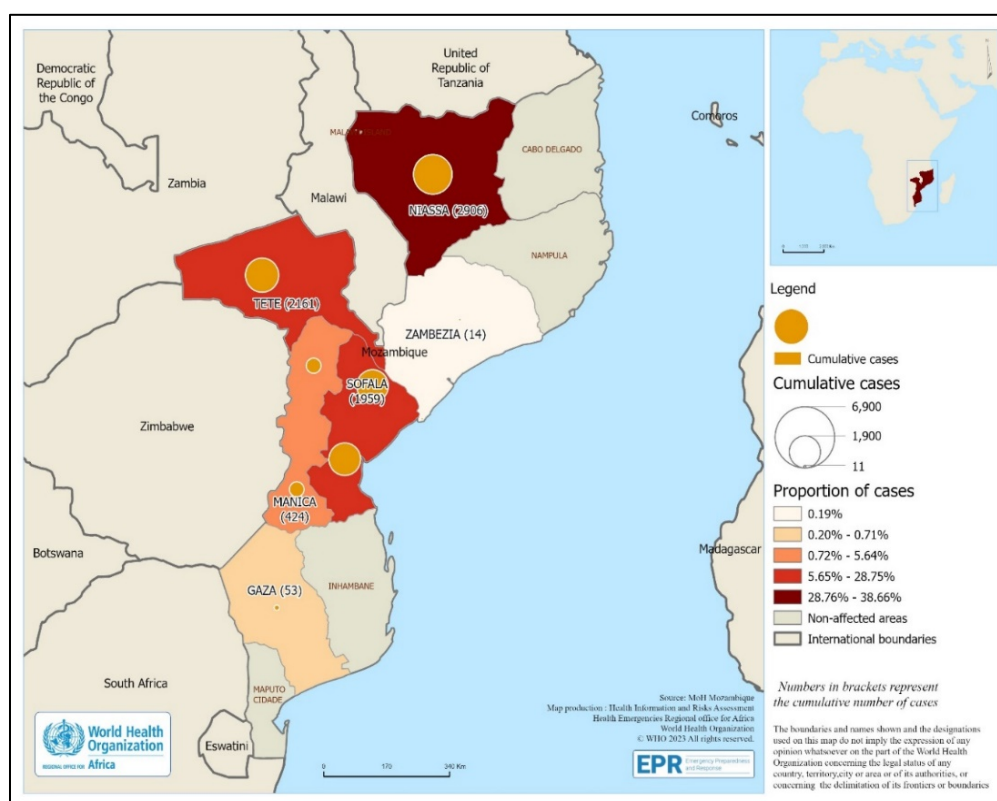 Democratic
Republic of
the Congo
United
Republic of
Tanzania
Comoros
CABO DELGADO
Zambia
Malawi
NIASSA (2906)
NAMPULA
TETE (2161)
ZAMBEZIA (14)
Mozambique
SOFALA
(1959)
Zimbabwe
MANICA
(424)
Botswana
Madagascar
GAZA (53)
INHAMBANE
South Africa
MAPUTO
CIDADE
Eswatini
World Health
Organization
REGIONAL OFFICE FOR Africa
0 170 340 Km
Source: MoH Mozambique
Map production : Health Information and Risks Assessment
Health Emergencies Regional office for Africa
World Health Organization
© WHO 2023 All rights reserved.
EPR Emergency Preparedness
and Response
Legend
Cumulative cases
Cumulative cases
6,900
1,900
11
Proportion of cases
0.19%
0.20% - 0.71%
0.72% - 5.64%
5.65% - 28.75%
28.76% - 38.66%
Non-affected areas
International boundaries
Numbers in brackets represent
the cumulative number of cases
The boundaries and names shown and the designations
used on this map do not imply the expression of any
opinion whatsoever on the part of the World Health
Organization concerning the legal status of any
country, territory,city or area or of its authorities, or
concerning the delimitation of its frontiers or boundaries